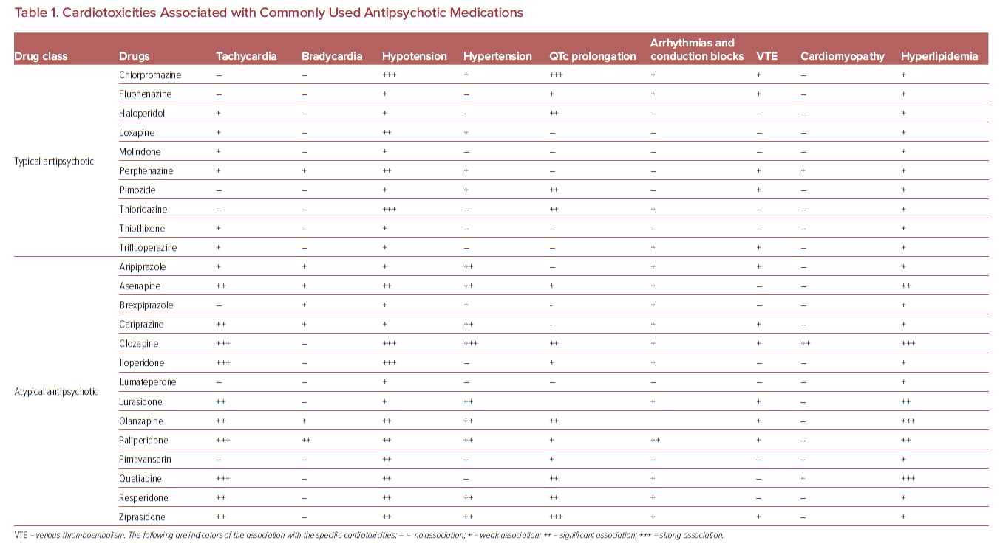 Table 1. Cardiotoxicities Associated with Commonly Used Antipsychotic Medications
Drug class Drugs Tachycardia Bradycardia Hypotension Hypertension QTc prolongation Arrhythmias and conduction blocks VTE Cardiomyopathy Hyperlipidemia
Typical antipsychotic
Chlorpromazine – – +++ + +++ + + – +
Fluphenazine – – + – + + + – +
Haloperidol + – + - ++ – – – +
Loxapine + – ++ + – – – – +
Molindone + – + – – – – – +
Perphenazine + + ++ + – – + + +
Pimozide – – + + ++ – + – +
Thioridazine – – +++ – ++ + – – +
Thiothixene + – + – – – – – +
Trifluoperazine + – + – – + + – +
Atypical antipsychotic
Aripiprazole + + + ++ – + + – +
Asenapine ++ + ++ ++ + + – – ++
Brexpiprazole – + + + - + – – +
Cariprazine ++ + + ++ - + + – +
Clozapine +++ – +++ +++ ++ + + ++ +++
Iloperidone +++ – +++ – + + – – +
Lumateperone – – + – – – – – +
Lurasidone ++ – + ++ + + – ++
Olanzapine ++ + ++ ++ ++ + – +++
Paliperidone +++ ++ ++ ++ + ++ + – ++
Pimavanserin – – ++ – + – – – +
Quetiapine +++ – ++ – ++ + – + +++
Resperidone ++ – ++ ++ ++ + – – +
Ziprasidone ++ – ++ ++ +++ + + – +
VTE = venous thromboembolism. The following are indicators of the association with the specific cardiotoxicities: – = no association; + = weak association; ++ = significant association; +++ = strong association.